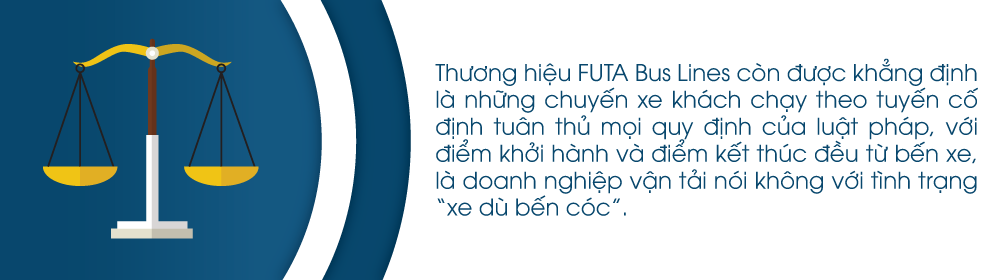 Thương hiệu FUTA Bus Lines còn được khẳng định
là những chuyến xe khách chạy theo tuyến cố
định tuân thủ mọi quy định của luật pháp, với
điểm khởi hành và điểm kết thúc đều từ bến xe,
là doanh nghiệp vận tải nói không với tình trạng
“xe dù bến cóc”.